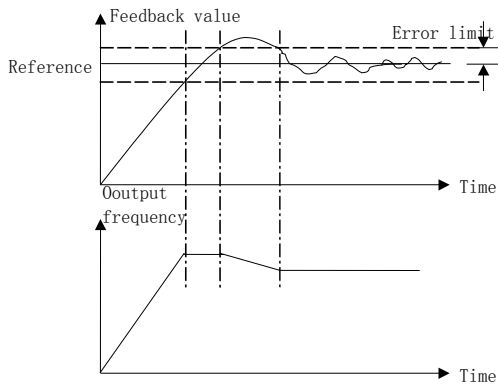 Feedback value
Error limit
Reference
Time
Ooutput
frequency
Time